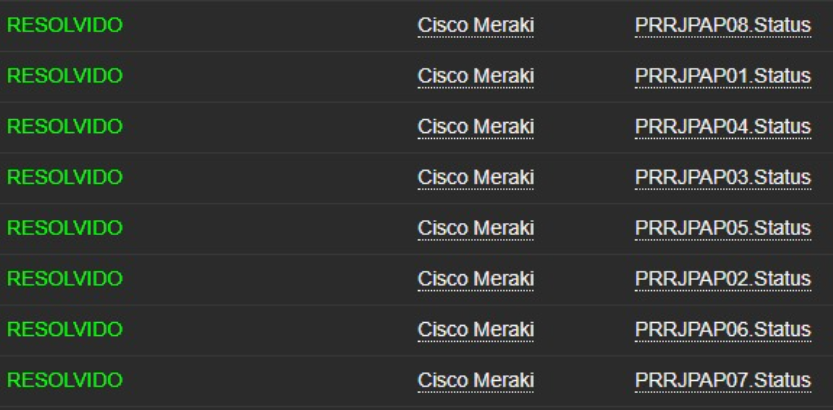 RESOLVIDO Cisco Meraki PRRJPAP08.Status
RESOLVIDO Cisco Meraki PRRJPAP01.Status
RESOLVIDO Cisco Meraki PRRJPAP04.Status
RESOLVIDO Cisco Meraki PRRJPAP03.Status
RESOLVIDO Cisco Meraki PRRJPAP05.Status
RESOLVIDO Cisco Meraki PRRJPAP02.Status
RESOLVIDO Cisco Meraki PRRJPAP06.Status
RESOLVIDO Cisco Meraki PRRJPAP07.Status